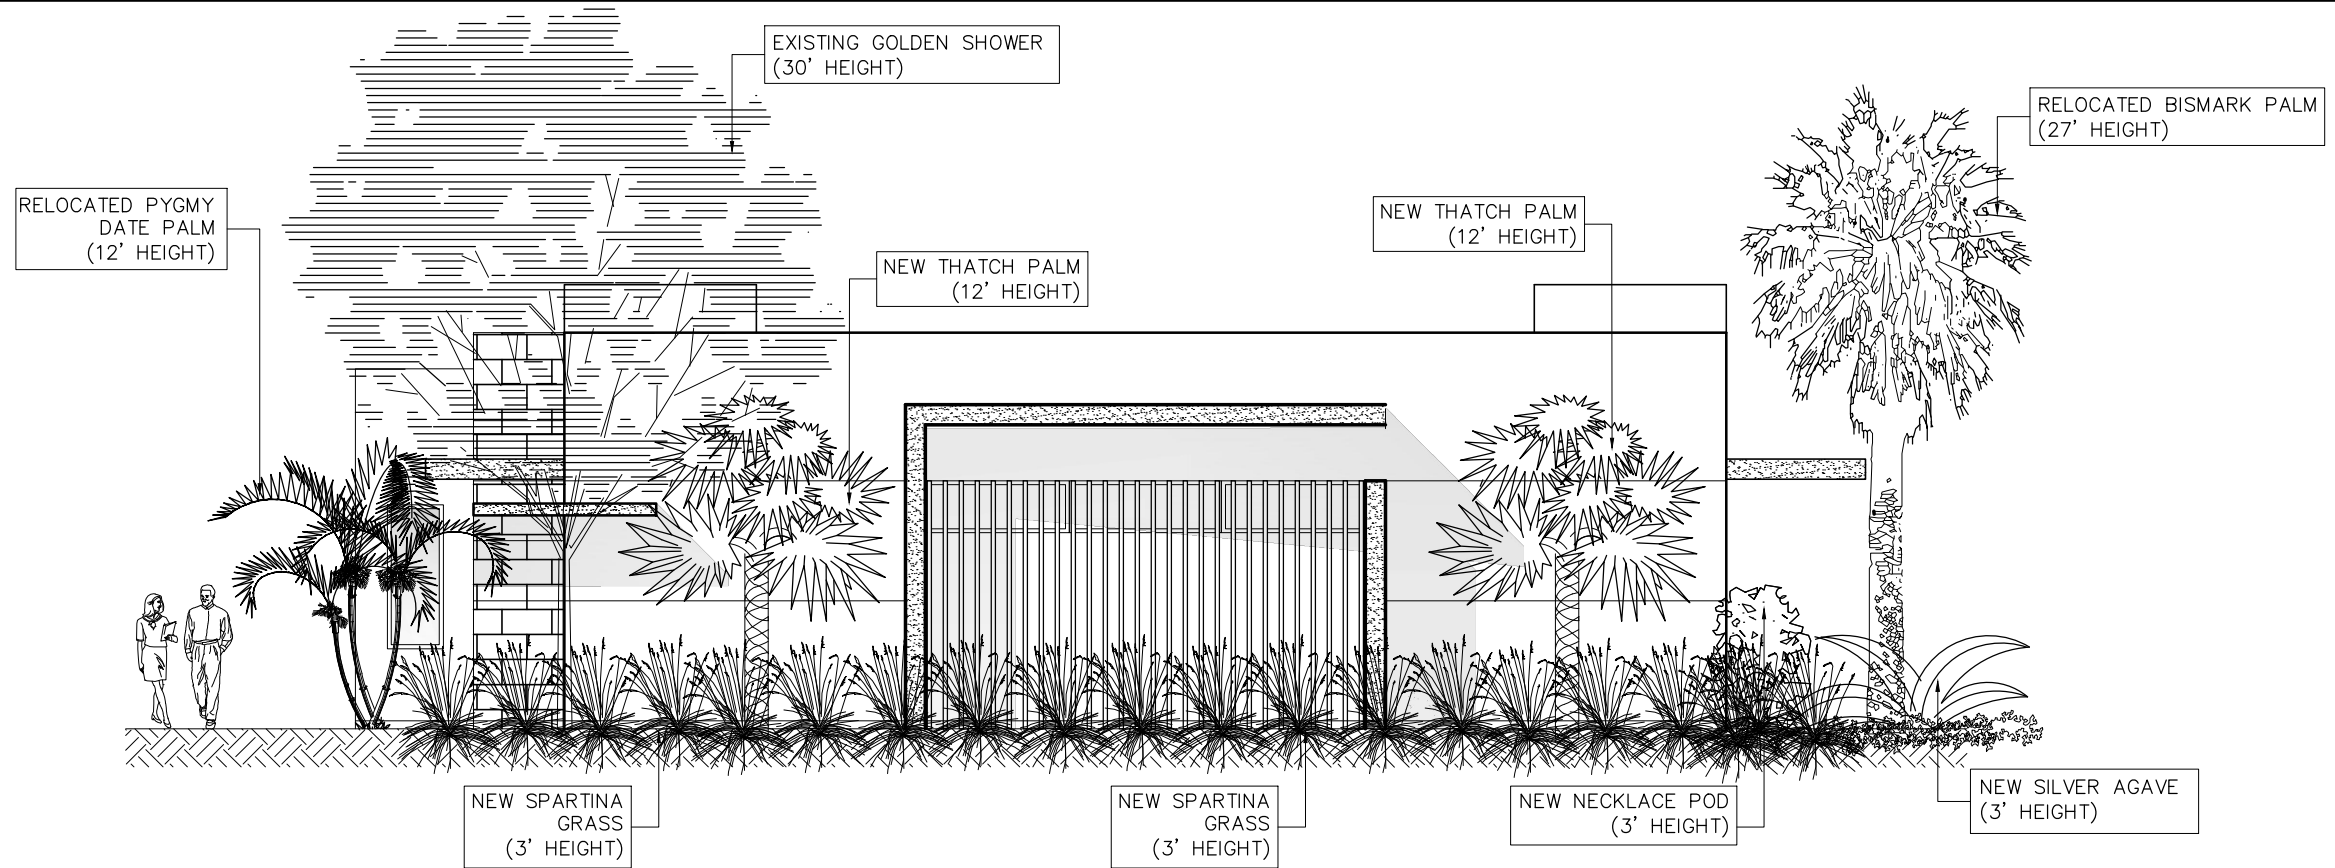 EXISTING GOLDEN SHOWER
(30' HEIGHT)
RELOCATED BISMARK PALM
(27' HEIGHT)
RELOCATED PYGMY
DATE PALM
(12' HEIGHT)
NEW THATCH PALM
(12' HEIGHT)
NEW THATCH PALM
(12' HEIGHT)
NEW SPARTINA
GRASS
(3' HEIGHT)
NEW SPARTINA
GRASS
(3' HEIGHT)
NEW NECKLACE POD
(3' HEIGHT)
NEW SILVER AGAVE
(3' HEIGHT)